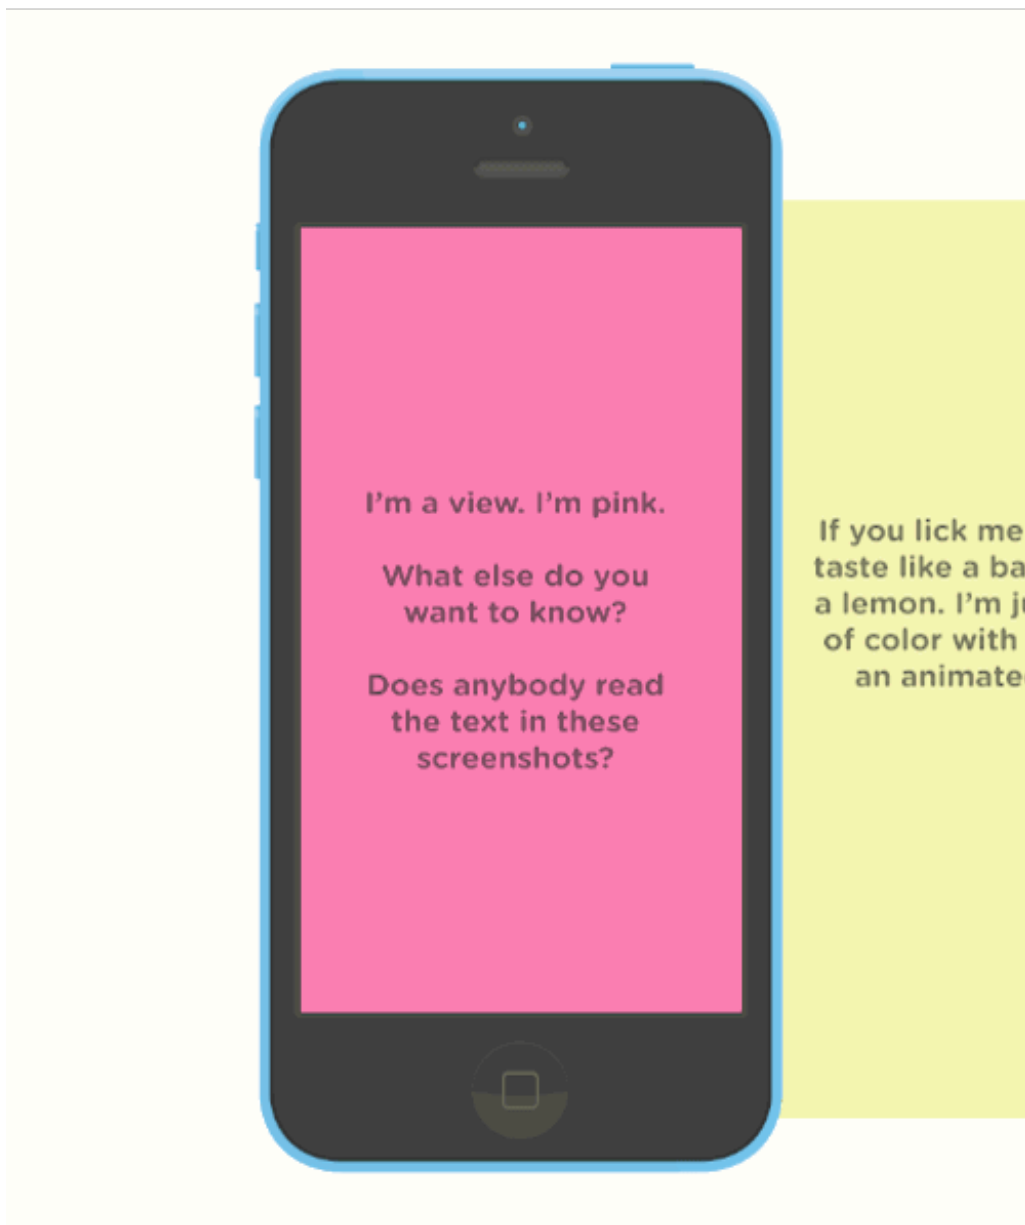 I’m a view. I’m pink.
What else do you
want to know?
Does anybody read
the text in these
screenshots?
If you lick me
taste like a
a lemon. I’m
of color with
an